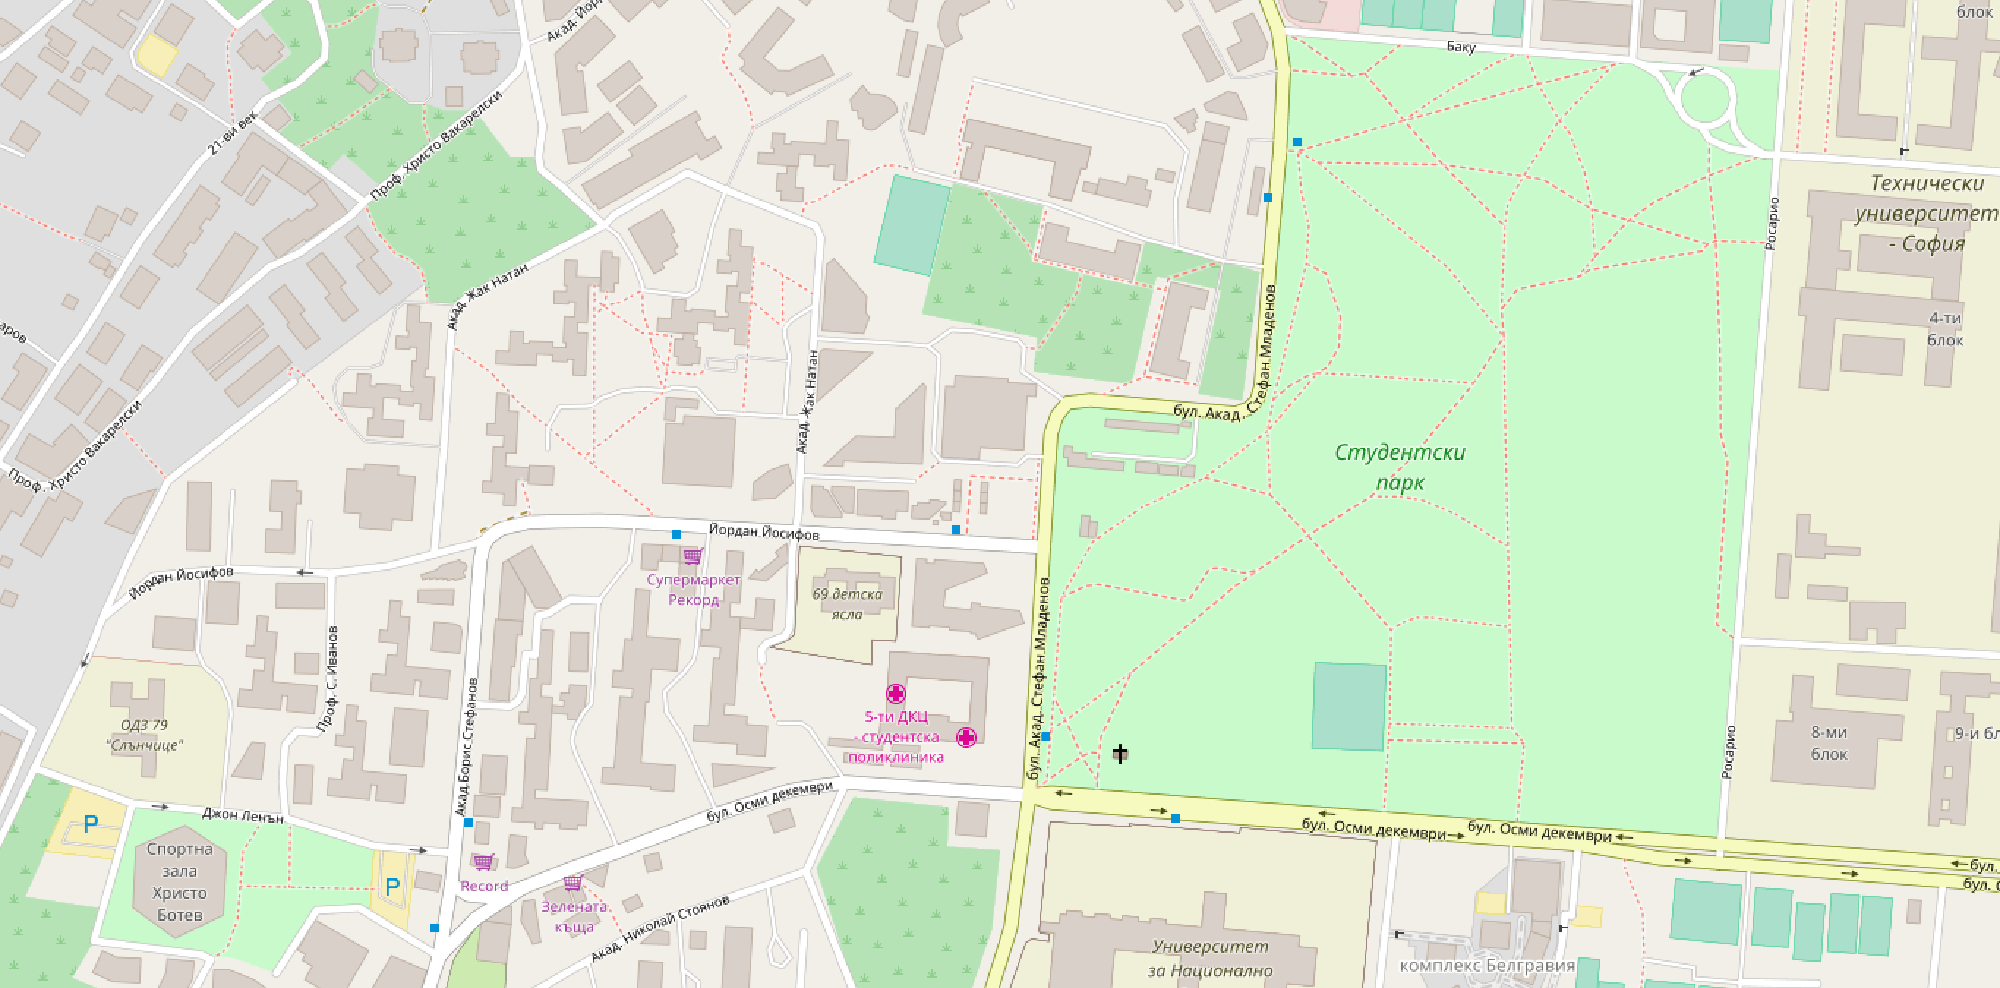 Акад. Йорд
блок
Баку
21-ви век
Проф. Христо Вакарелски
Технически
университет
- София
Росарио
Акад. Жак Натан
4-ти
блок
бул. Акад. Стефан Младенов
Акад. Жак Натан
Студентски
парк
Проф. Христо Вакарелски
Йордан Йосифов
Йордан Йосифов
Супермаркет
Рекорд
69 детска
ясла
Проф. С. Иванов
Акад. Борис Стефанов
бул. Акад. Стефан Младенов
5-ти ДКЦ
- студентска
поликлиника
ОДЗ 79
"Слънчице"
8-ми
блок
9-и бл
Росарио
бул. Осми декември
Джон Ленън
P
бул. Осми декември
бул. Осми декември
Спортна
зала
Христо
Ботев
P
Record
Зелената
къща
Акад. Николай Стоянов
Университет
за Национално
комплекс Белгравия
бул.